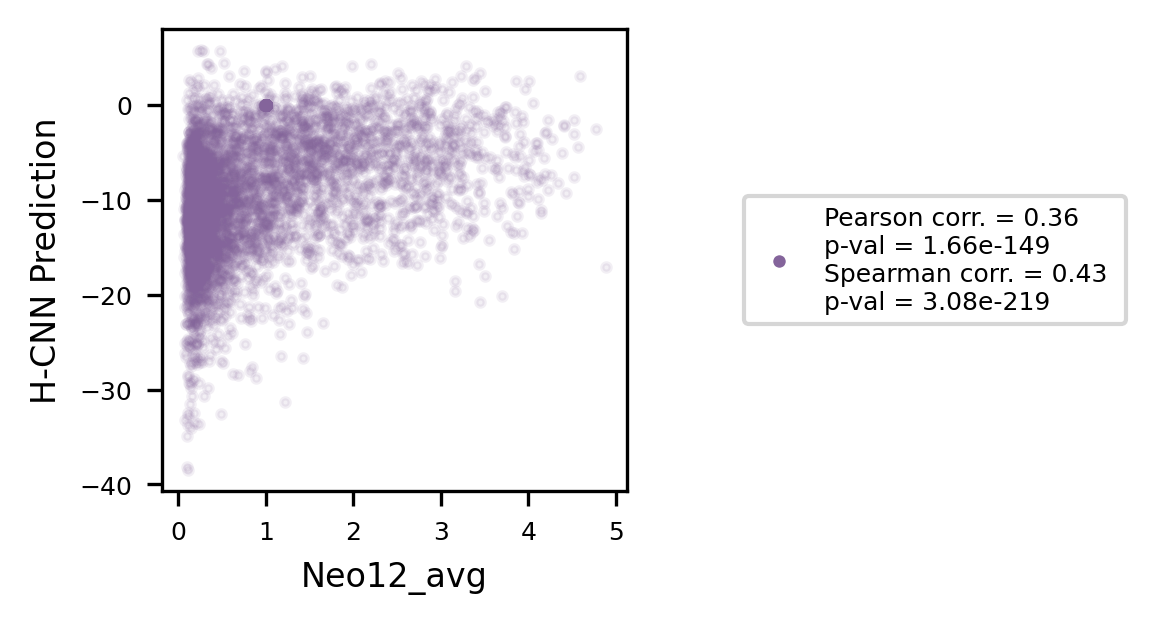 0
−10
−20
−30
−40
H-CNN Prediction
0 1 2 3 4 5
Neo12_avg
Pearson corr. = 0.36
p-val = 1.66e-149
Spearman corr. = 0.43
p-val = 3.08e-219